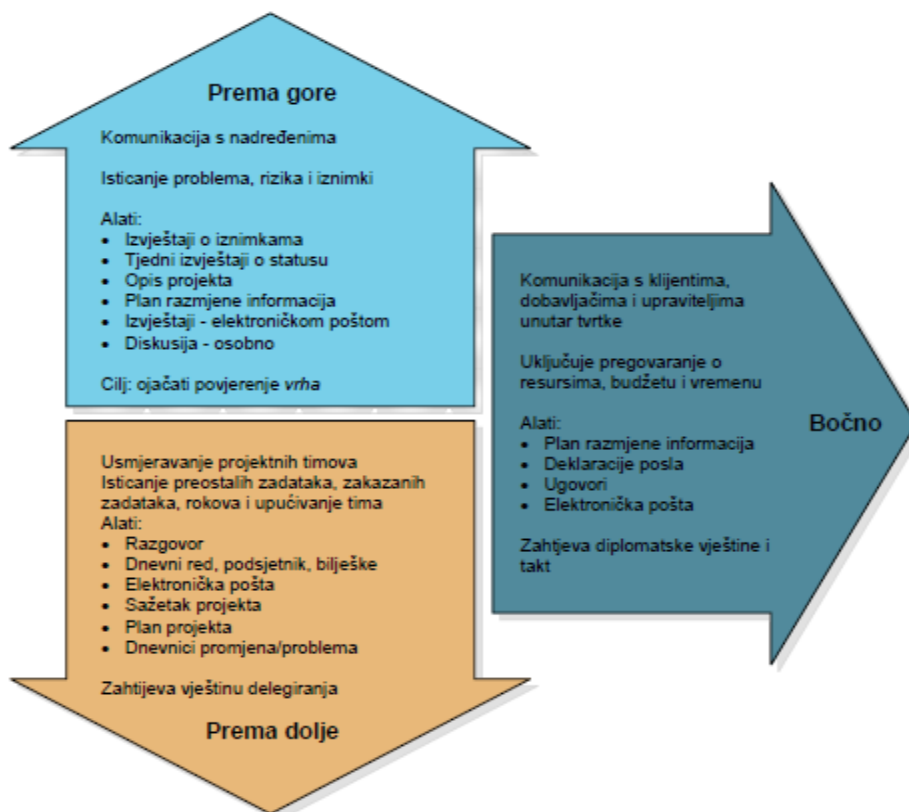 Prema gore
Komunikacija s nadređenima
Isticanje problema, rizika i iznimki
Alati:
• Izvještaji o iznimkama
• Tjedni izvještaji o statusu
• Opis projekta
• Plan razmjene informacija
• Izvještaji - elektroničkom poštom
• Diskusija - osobno
Cilj: ojačati povjerenje vrha
Usmjeravanje projektnih timova
Isticanje preostalih zadataka, zakazanih
zadataka, rokova i upućivanje tima
Alati:
• Razgovor
• Dnevni red, podsjetnik, bilješke
• Elektronička pošta
• Sažetak projekta
• Plan projekta
• Dnevnici promjena/problema
Zahtijeva vještinu delegiranja
Prema dolje
Komunikacija s klijentima,
dobavljačima i upraviteljima
unutar tvrtke
Uključuje pregovaranje o
resursima, budžetu i vremenu
Alati:
• Plan razmjene informacija
• Deklaracije posla
• Ugovori
• Elektronička pošta
Zahtjeva diplomatske vještine i
takt
Bočno